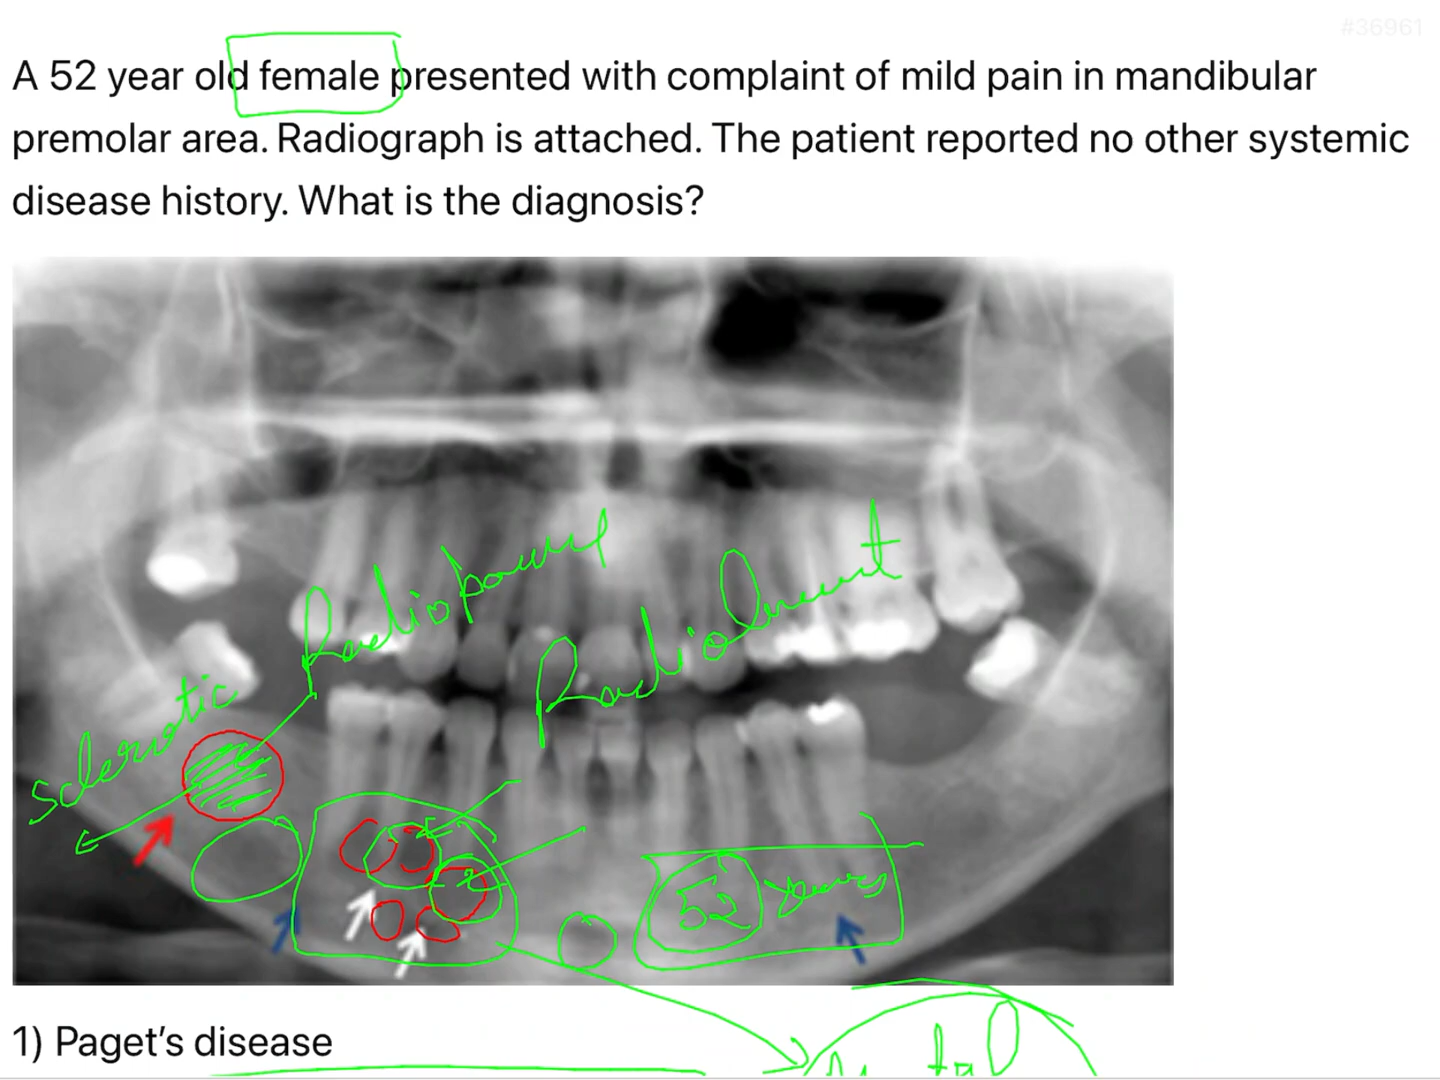 #36961
A 52 year old female presented with complaint of mild pain in mandibular
premolar area. Radiograph is attached. The patient reported no other systemic
disease history. What is the diagnosis?
Radiolucent
sclerotic
52 years
1) Paget's disease